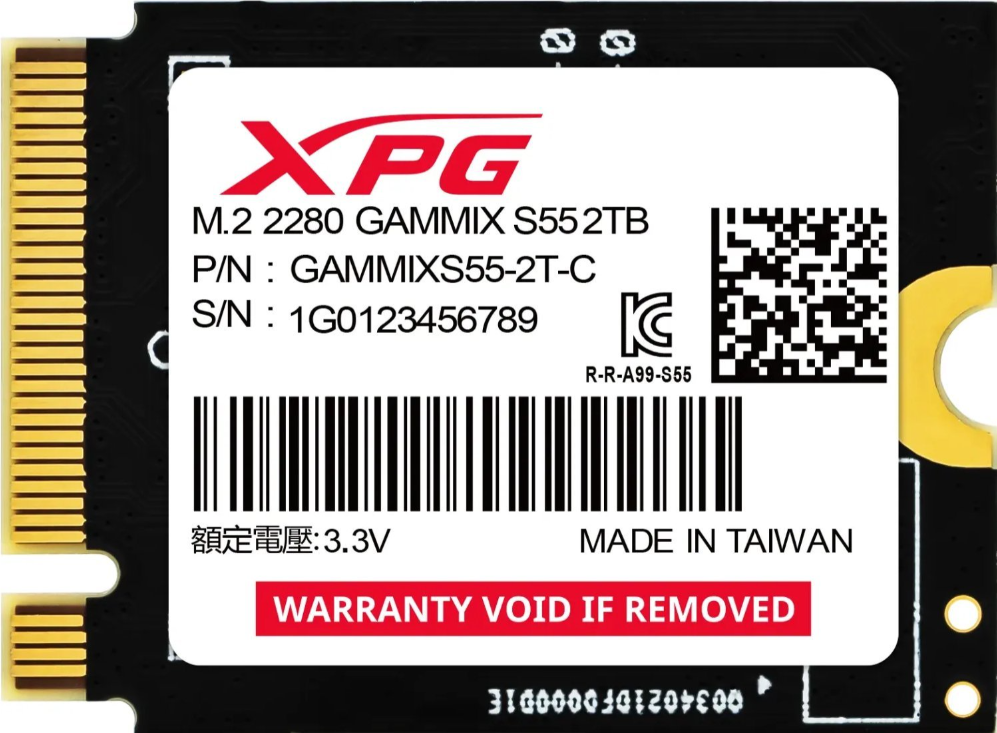 XPG
M.2 2280 GAMMIX S55 2TB
P/N : GAMMIXS55-2T-C
S/N : 1G0123456789
R-R-A99-S55
額定電壓:3.3V
MADE IN TAIWAN
WARRANTY VOID IF REMOVED